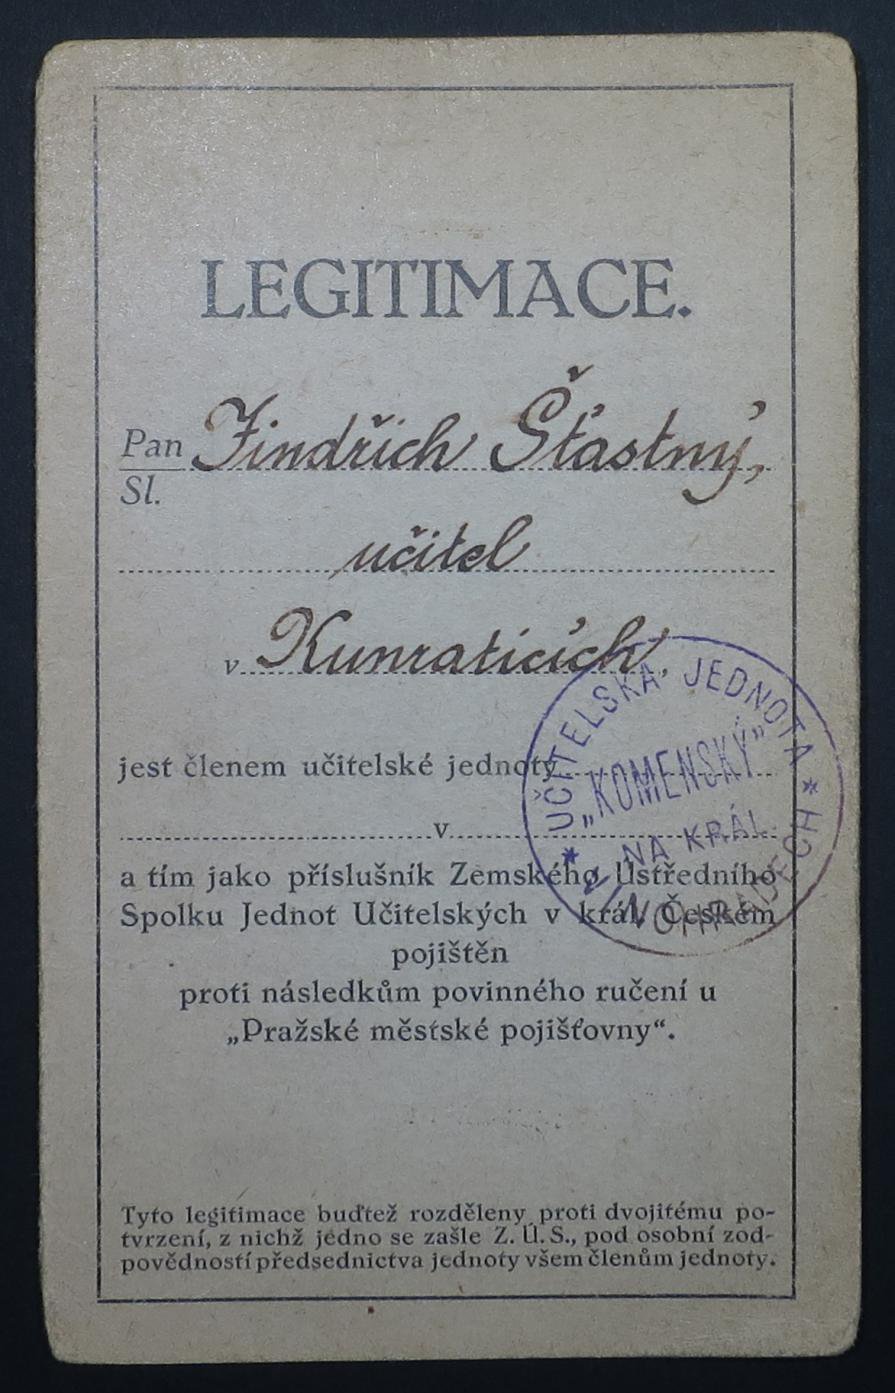 LEGITIMACE.
Pan Jindřich Šťastný,
Sl.
učitel
v Kunraticích,
jest členem učitelské jednoty
v
a tím jako příslušník Zemského Ústředního
Spolku Jednot Učitelských v král. Českém
pojištěn
proti následkům povinného ručení u
„Pražské městské pojišťovny“.
UČITELSKÁ JEDNOTA
„KOMENSKÝ”
NA KRÁL.
VINOHRADECH
Tyto legitimace buďtež rozděleny proti dvojitému po-
tvrzení, z nichž jedno se zašle Z. Ú. S., pod osobní zod-
povědností předsednictva jednoty všem členům jednoty.